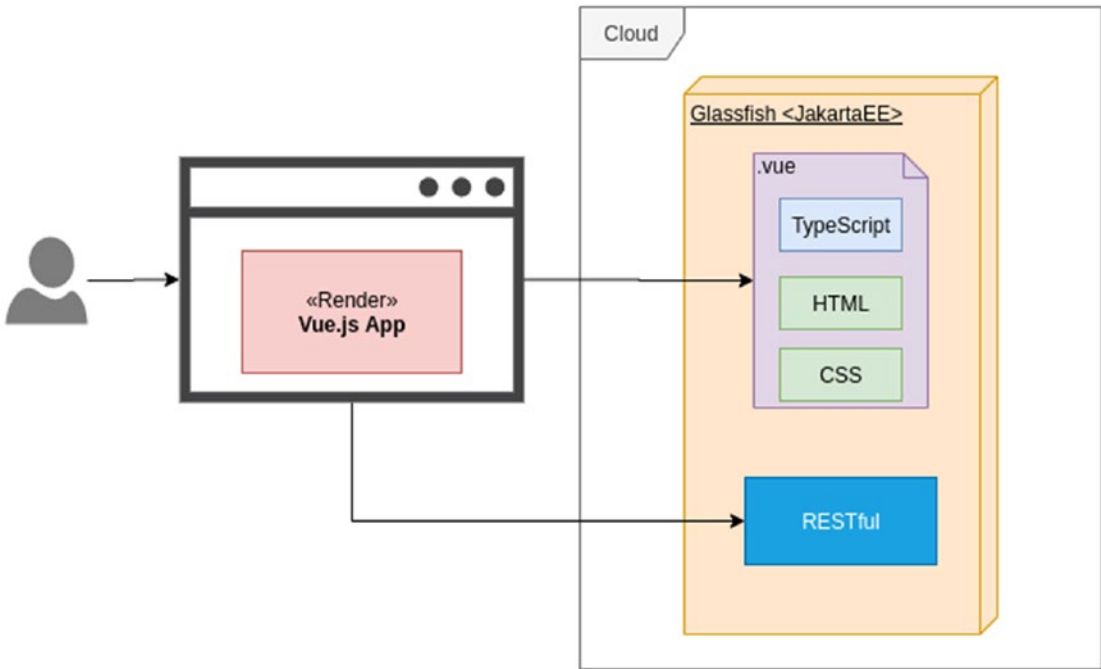 Cloud
Glassfish <JakartaEE>
.vue
TypeScript
«Render»
Vue.js App
HTML
CSS
RESTful